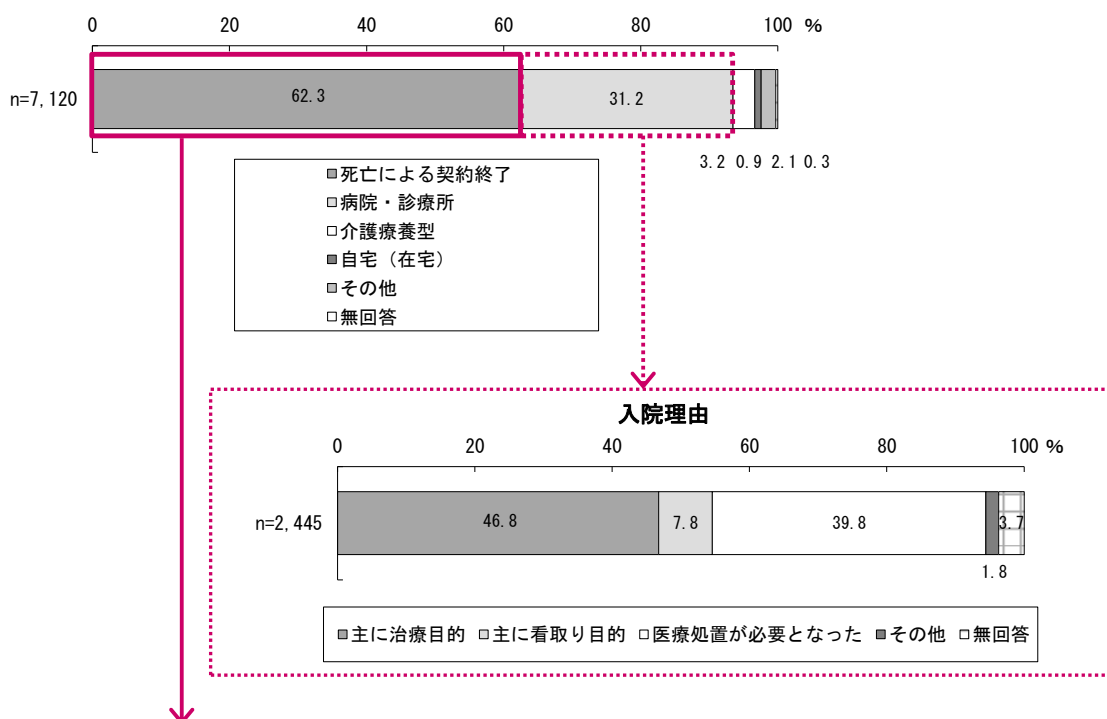 0 20 40 60 80 100 %
n=7,120
62.3 31.2
3.2 0.9 2.1 0.3
■死亡による契約終了
□病院・診療所
□介護療養型
■自宅（在宅）
□その他
□無回答
入院理由
0 20 40 60 80 100 %
n=2,445
46.8 7.8 39.8 3.7
1.8
■主に治療目的 □主に看取り目的 □医療処置が必要となった ■その他 □無回答